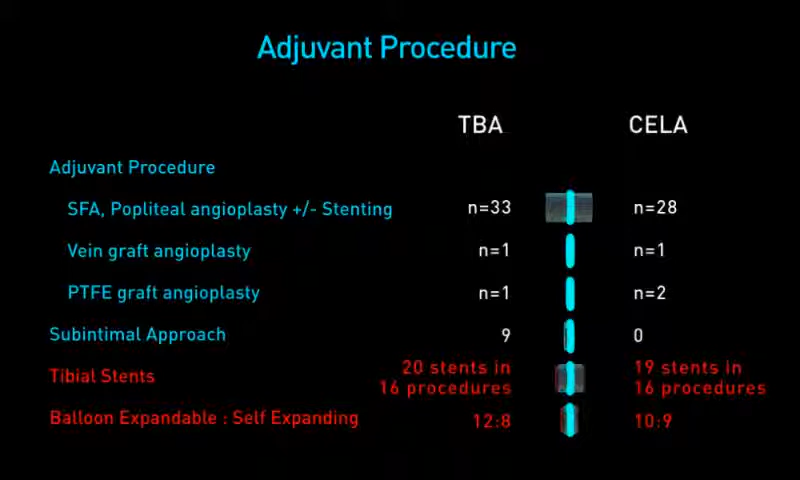 Adjuvant Procedure
TBA CELA
Adjuvant Procedure
SFA, Popliteal angioplasty +/- Stenting n=33 n=28
Vein graft angioplasty n=1 n=1
PTFE graft angioplasty n=1 n=2
Subintimal Approach 9 0
Tibial Stents 20 stents in 16 procedures 19 stents in 16 procedures
Balloon Expandable : Self Expanding 12:8 10:9